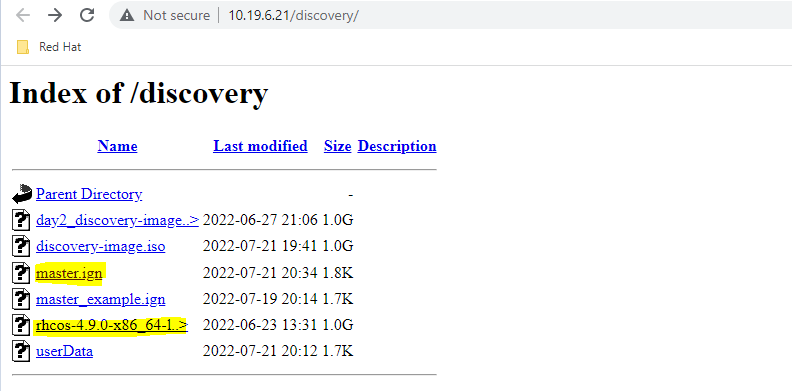 Not secure | 10.19.6.21/discovery/
Red Hat
Index of /discovery
Name Last modified Size Description
Parent Directory -
day2_discovery-image..> 2022-06-27 21:06 1.0G
discovery-image.iso 2022-07-21 19:41 1.0G
master.ign 2022-07-21 20:34 1.8K
master_example.ign 2022-07-19 20:14 1.7K
rhcos-4.9.0-x86_64-l..> 2022-06-23 13:31 1.0G
userData 2022-07-21 20:12 1.7K